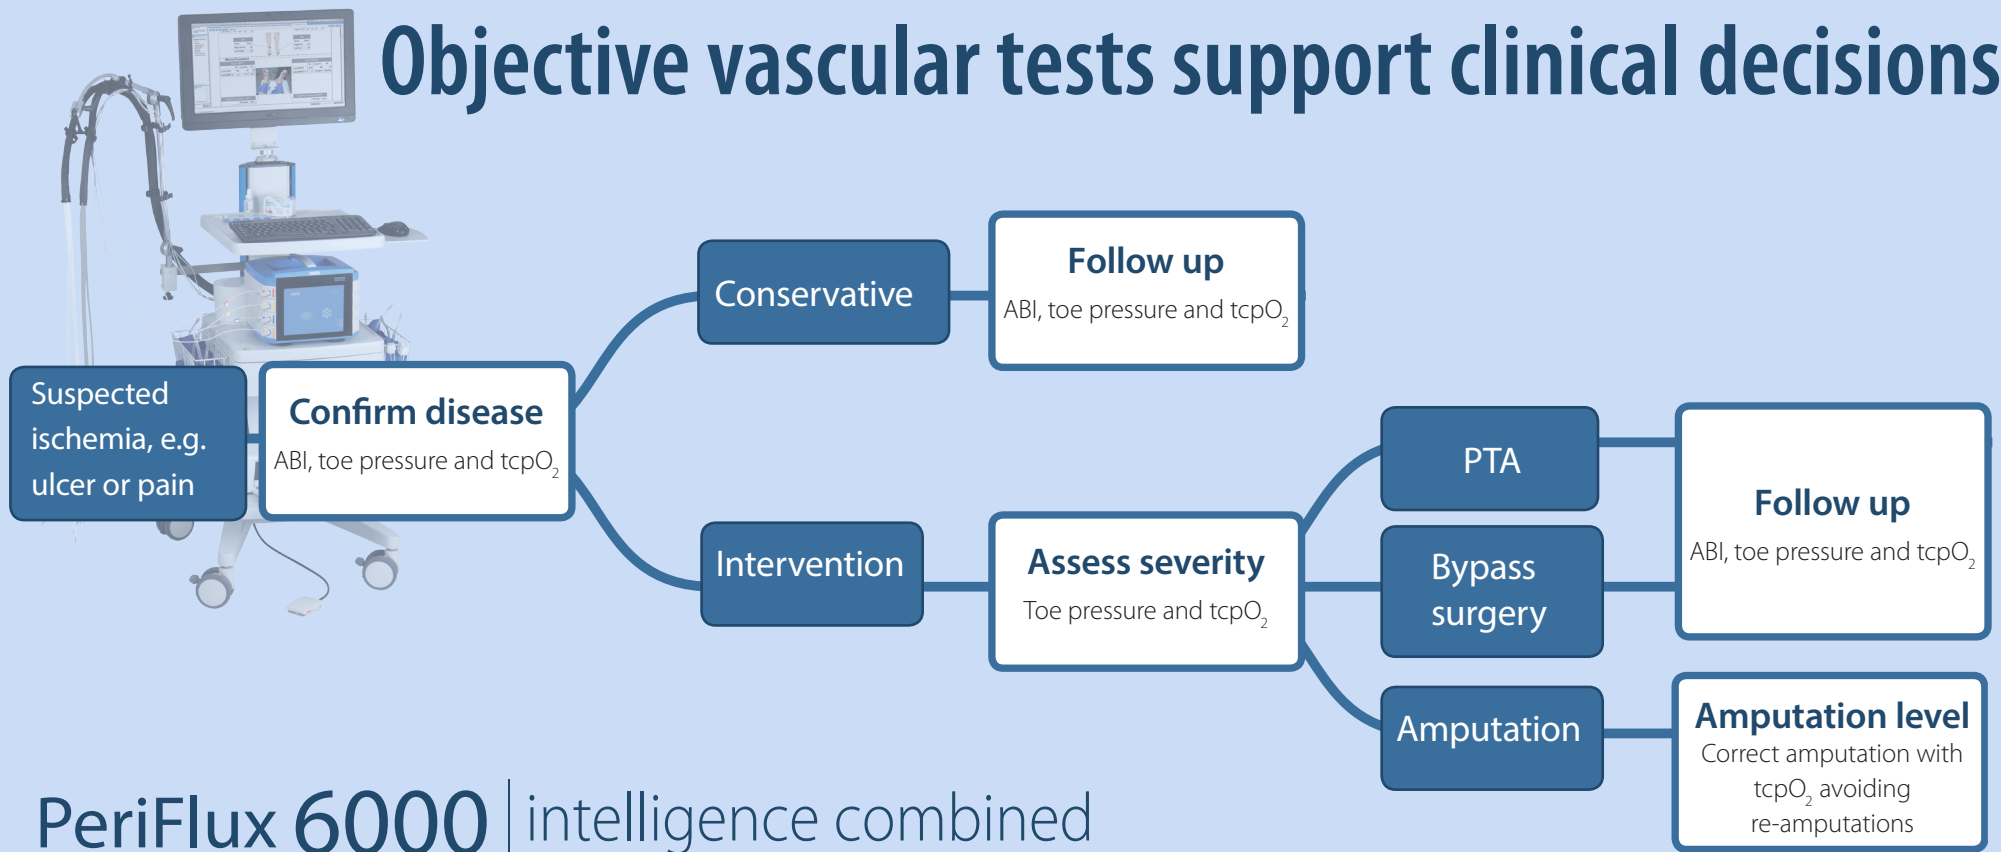 Objective vascular tests support clinical decisions
Suspected
ischemia, e.g.
ulcer or pain
Confirm disease
ABI, toe pressure and tcpO₂
Conservative
Follow up
ABI, toe pressure and tcpO₂
Intervention
Assess severity
Toe pressure and tcpO₂
PTA
Bypass
surgery
Follow up
ABI, toe pressure and tcpO₂
Amputation
Amputation level
Correct amputation with
tcpO₂ avoiding
re-amputations
PeriFlux 6000 | intelligence combined